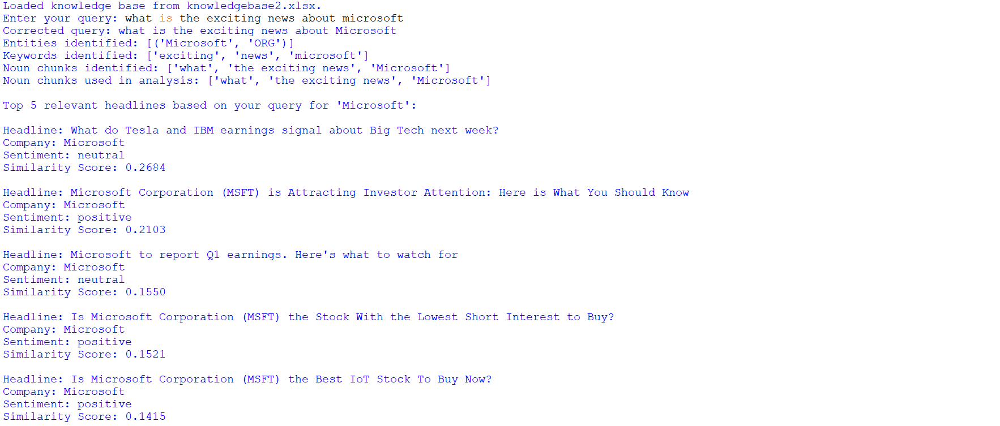 Loaded knowledge base from knowledgebase2.xlsx.
Enter your query: what is the exciting news about microsoft
Corrected query: what is the exciting news about Microsoft
Entities identified: [('Microsoft', 'ORG')]
Keywords identified: ['exciting', 'news', 'microsoft']
Noun chunks identified: ['what', 'the exciting news', 'Microsoft']
Noun chunks used in analysis: ['what', 'the exciting news', 'Microsoft']
Top 5 relevant headlines based on your query for 'Microsoft':
Headline: What do Tesla and IBM earnings signal about Big Tech next week?
Company: Microsoft
Sentiment: neutral
Similarity Score: 0.2684
Headline: Microsoft Corporation (MSFT) is Attracting Investor Attention: Here is What You Should Know
Company: Microsoft
Sentiment: positive
Similarity Score: 0.2103
Headline: Microsoft to report Q1 earnings. Here's what to watch for
Company: Microsoft
Sentiment: neutral
Similarity Score: 0.1550
Headline: Is Microsoft Corporation (MSFT) the Stock With the Lowest Short Interest to Buy?
Company: Microsoft
Sentiment: positive
Similarity Score: 0.1521
Headline: Is Microsoft Corporation (MSFT) the Best IoT Stock To Buy Now?
Company: Microsoft
Sentiment: positive
Similarity Score: 0.1415